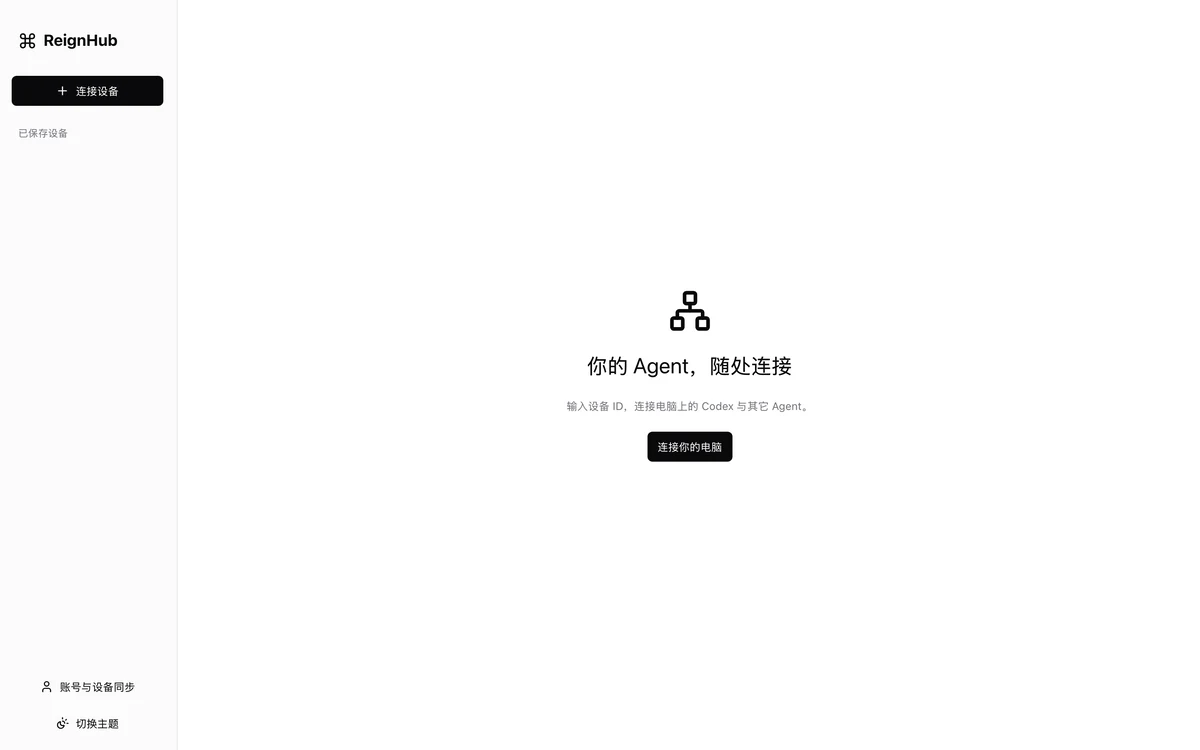 ReignHub
连接设备
已保存设备
你的 Agent，随处连接
输入设备 ID，连接电脑上的 Codex 与其它 Agent。
连接你的电脑
账号与设备同步
切换主题